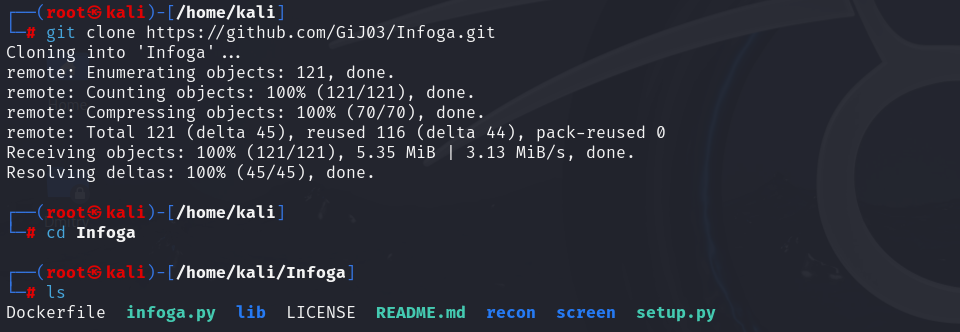 ┌──(root㉿kali)-[/home/kali]
└─# git clone https://github.com/GiJ03/Infoga.git
Cloning into 'Infoga'...
remote: Enumerating objects: 121, done.
remote: Counting objects: 100% (121/121), done.
remote: Compressing objects: 100% (70/70), done.
remote: Total 121 (delta 45), reused 116 (delta 44), pack-reused 0
Receiving objects: 100% (121/121), 5.35 MiB | 3.13 MiB/s, done.
Resolving deltas: 100% (45/45), done.
┌──(root㉿kali)-[/home/kali]
└─# cd Infoga
┌──(root㉿kali)-[/home/kali/Infoga]
└─# ls
Dockerfile  infoga.py  lib  LICENSE  README.md  recon  screen  setup.py